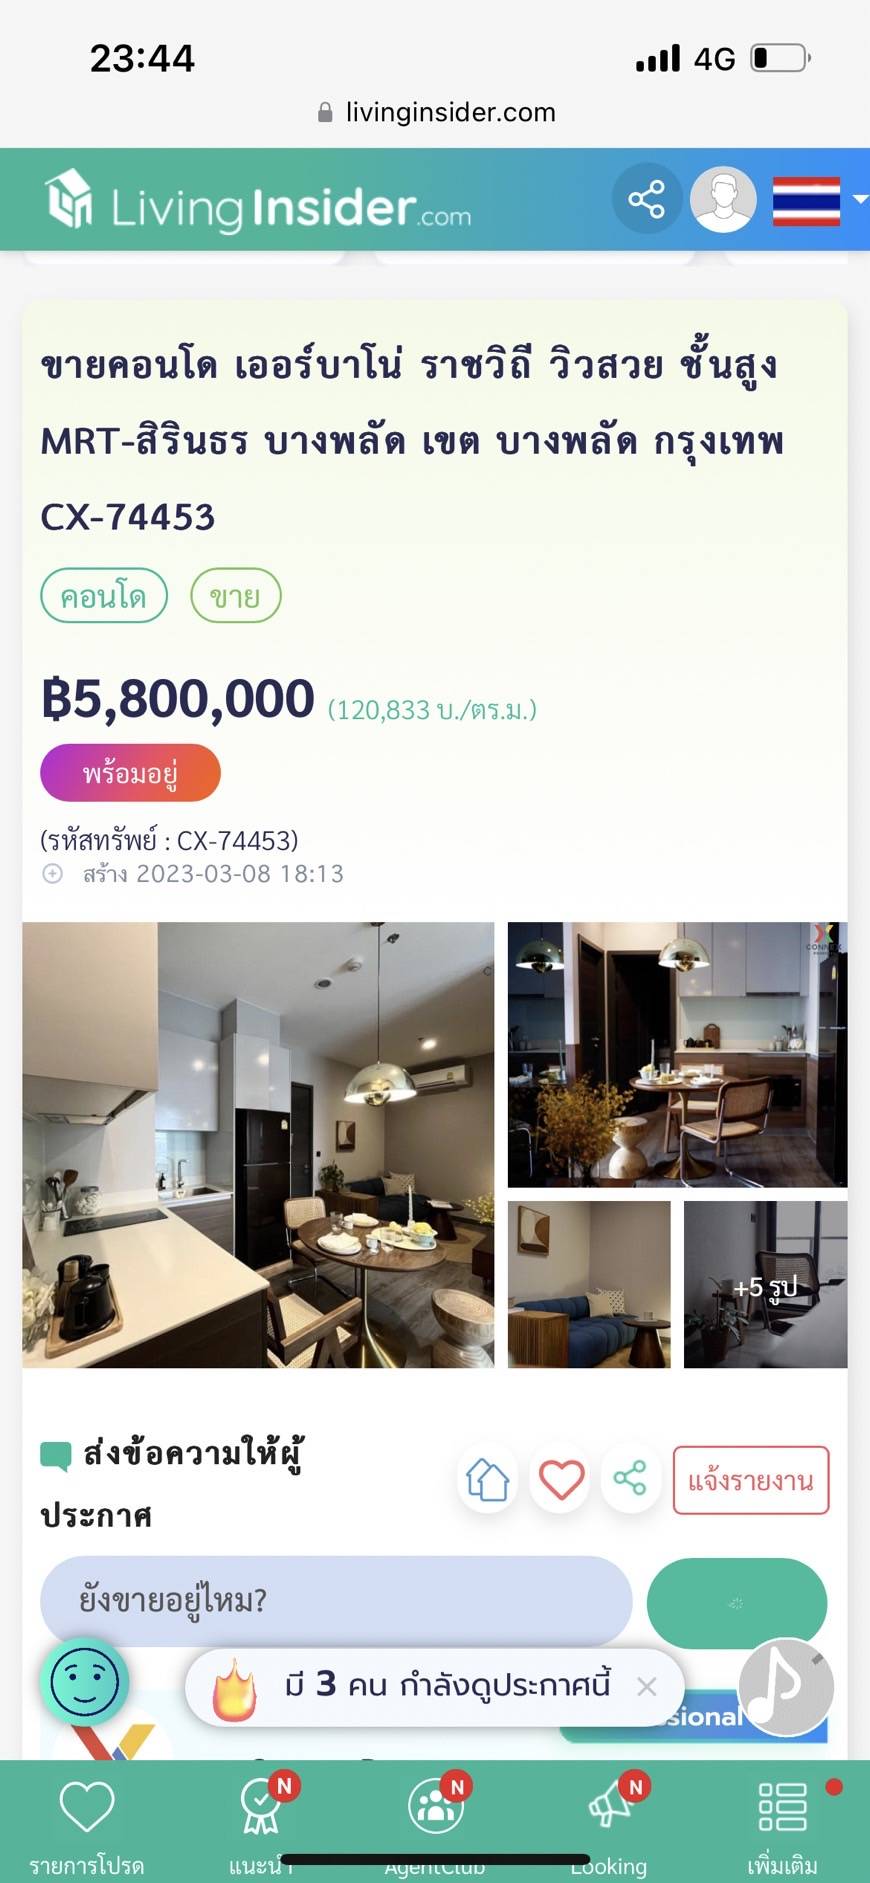 23:44
4G
livinginsider.com
LivingInsider.com
ขายคอนโด เออร์บาโน่ ราชวิถี วิวสวย ชั้นสูง
MRT-สิรินธร บางพลัด เขต บางพลัด กรุงเทพ
CX-74453
คอนโด ขาย
฿5,800,000 (120,833 บ./ตร.ม.)
พร้อมอยู่
(รหัสทรัพย์ : CX-74453)
สร้าง 2023-03-08 18:13
+5 รูป
ส่งข้อความให้ผู้
ประกาศ
แจ้งรายงาน
ยังขายอยู่ไหม?
มี 3 คน กำลังดูประกาศนี้
N N N
รายการโปรด แนะนำ AgentClub Looking เพิ่มเติม